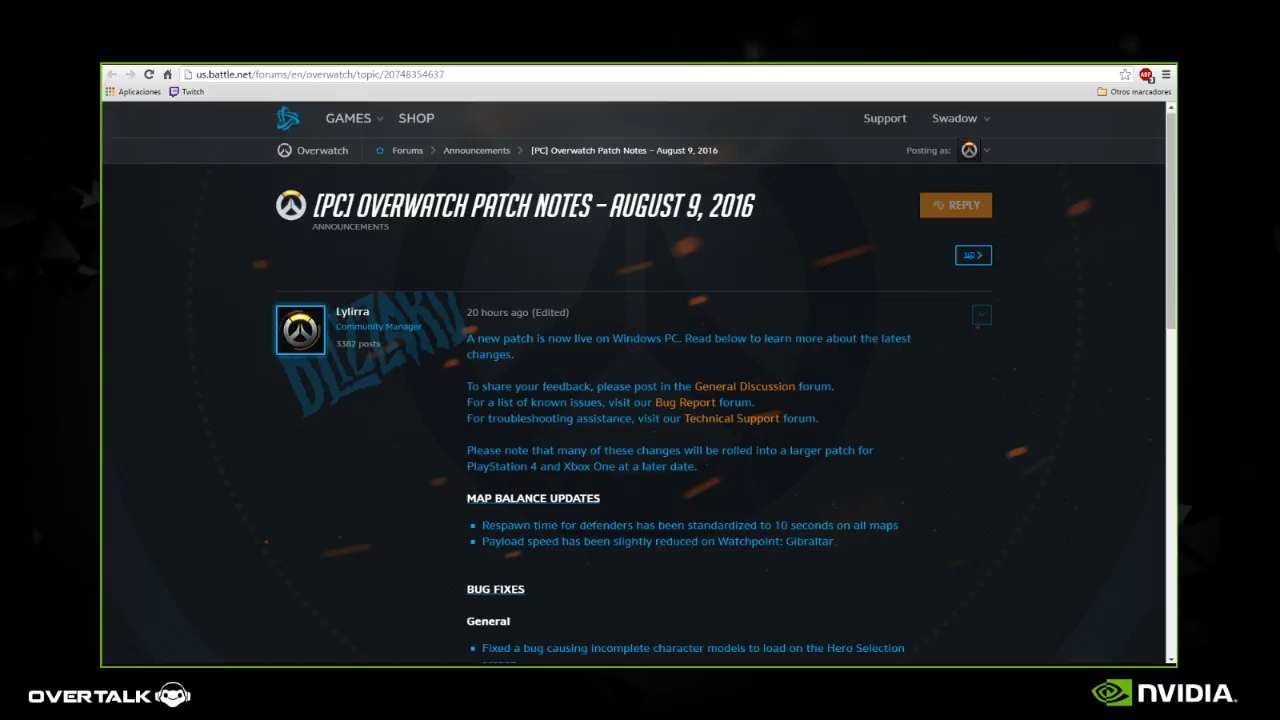 us.battle.net/forums/en/overwatch/topic/20748354637
Aplicaciones Twitch Otros marcadores
GAMES SHOP Support Swadow
Overwatch Forums Announcements [PC] Overwatch Patch Notes – August 9, 2016 Posting as:
[PC] OVERWATCH PATCH NOTES – AUGUST 9, 2016
REPLY
ANNOUNCEMENTS
BLIZZARD
Lylirra
Community Manager
3382 posts
20 hours ago (Edited)
A new patch is now live on Windows PC. Read below to learn more about the latest
changes.
To share your feedback, please post in the General Discussion forum.
For a list of known issues, visit our Bug Report forum.
For troubleshooting assistance, visit our Technical Support forum.
Please note that many of these changes will be rolled into a larger patch for
PlayStation 4 and Xbox One at a later date.
MAP BALANCE UPDATES
Respawn time for defenders has been standardized to 10 seconds on all maps
Payload speed has been slightly reduced on Watchpoint: Gibraltar.
BUG FIXES
General
Fixed a bug causing incomplete character models to load on the Hero Selection
OVERTALK
NVIDIA.